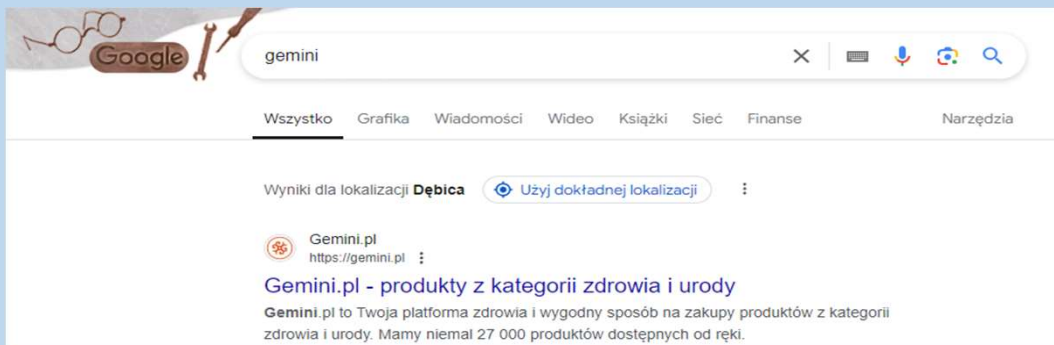 Google
gemini
Wszystko Grafika Wiadomości Wideo Książki Sieć Finanse Narzędzia
Wyniki dla lokalizacji Dębica Użyj dokładnej lokalizacji
Gemini.pl
https://gemini.pl
Gemini.pl - produkty z kategorii zdrowia i urody
Gemini.pl to Twoja platforma zdrowia i wygodny sposób na zakupy produktów z kategorii
zdrowia i urody. Mamy niemal 27 000 produktów dostępnych od ręki.